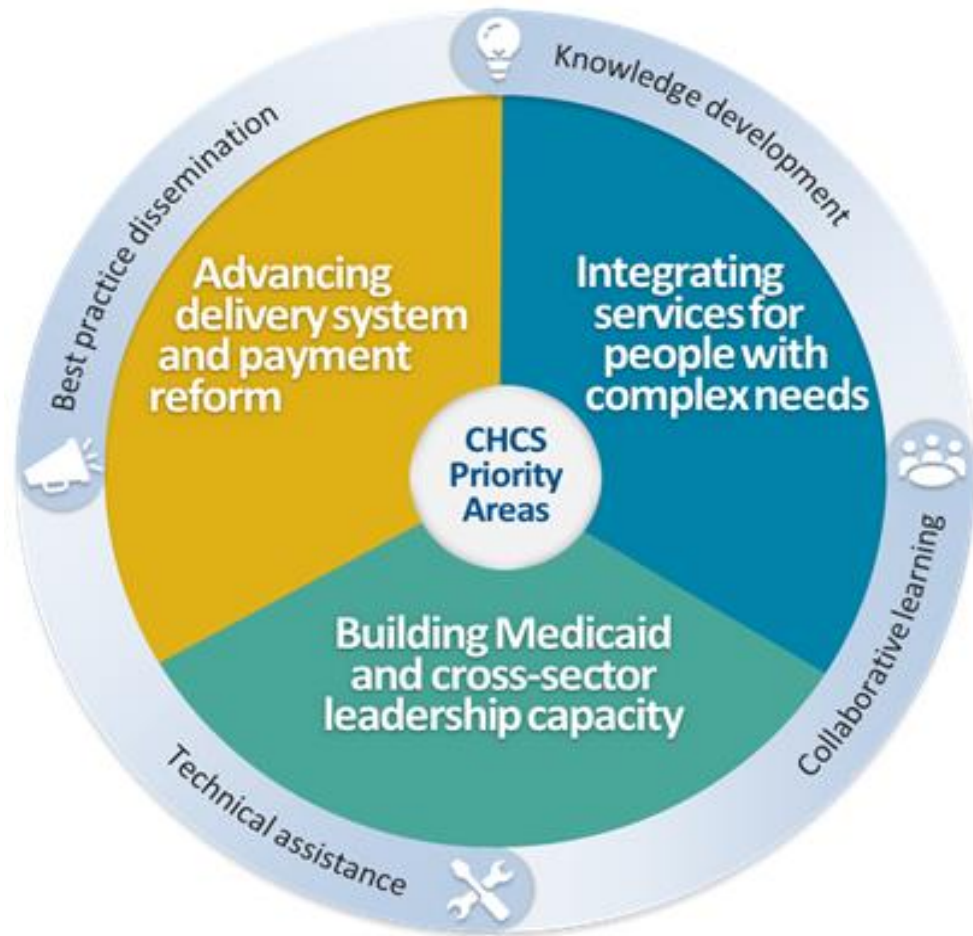 Knowledge development
Best practice dissemination
Advancing
delivery system
and payment
reform
Integrating
services for
people with
complex needs
CHCS
Priority
Areas
Building Medicaid
and cross-sector
leadership capacity
Collaborative learning
Technical assistance